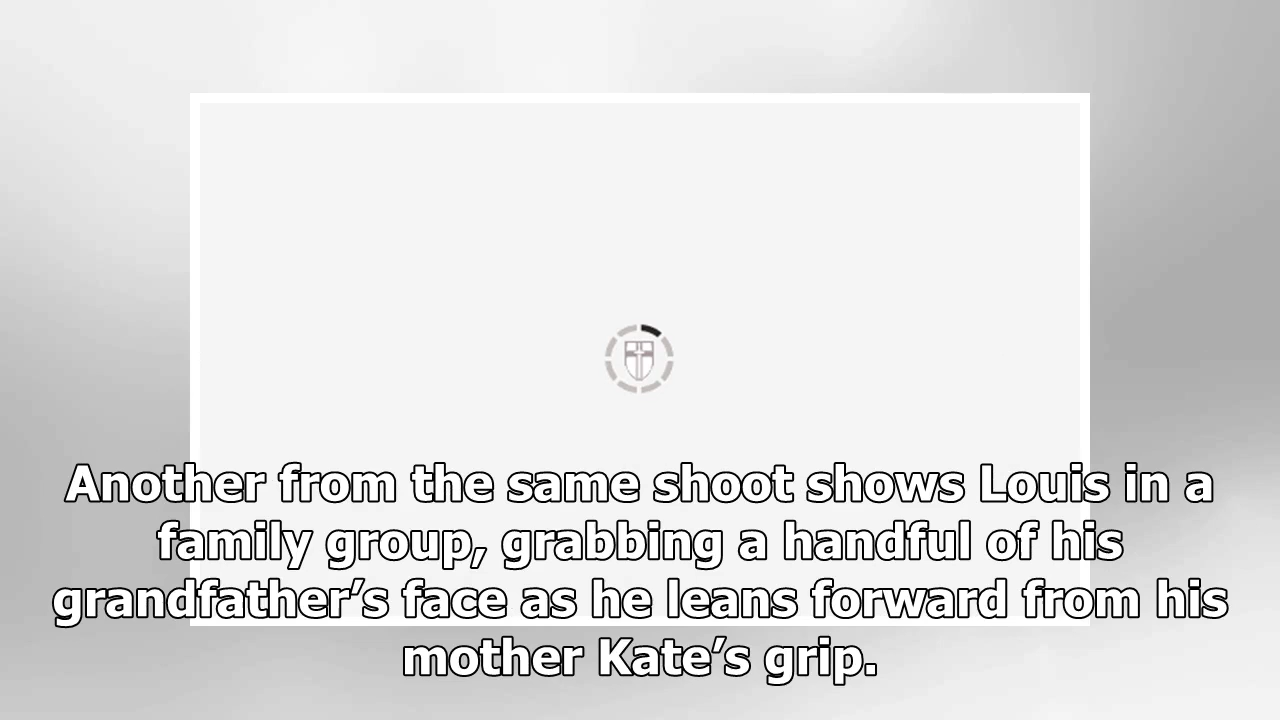 Another from the same shoot shows Louis in a
family group, grabbing a handful of his
grandfather’s face as he leans forward from his
mother Kate’s grip.